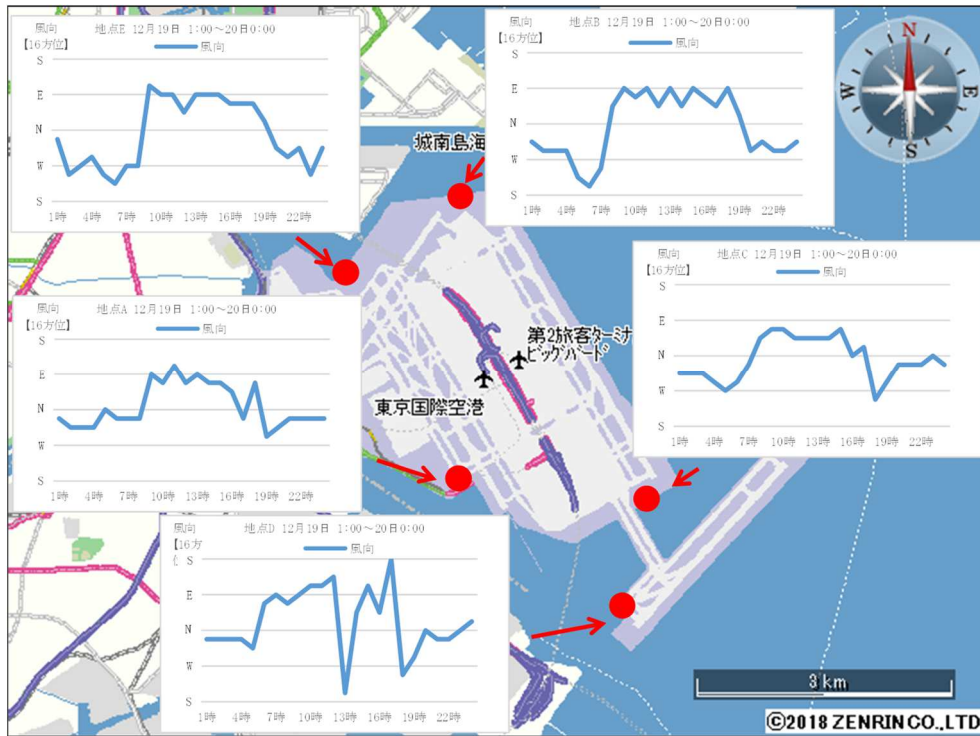 風向
【16方位】
地点E 12月19日 1:00～20日0:00
風向
S
E
N
W
S
1時 4時 7時 10時 13時 16時 19時 22時
風向
【16方位】
地点B 12月19日 1:00～20日0:00
風向
S
E
N
W
S
1時 4時 7時 10時 13時 16時 19時 22時
N
W
E
S
城南島海
風向
【16方位】
地点C 12月19日 1:00～20日0:00
風向
S
E
N
W
S
1時 4時 7時 10時 13時 16時 19時 22時
風向
【16方位】
地点A 12月19日 1:00～20日0:00
風向
S
E
N
W
S
1時 4時 7時 10時 13時 16時 19時 22時
第2旅客ターミナ
ビッグバード
東京国際空港
風向
【16方
地点D 12月19日 1:00～20日0:00
風向
S
E
N
W
S
1時 4時 7時 10時 13時 16時 19時 22時
3 km
©2018 ZENRIN CO., LTD